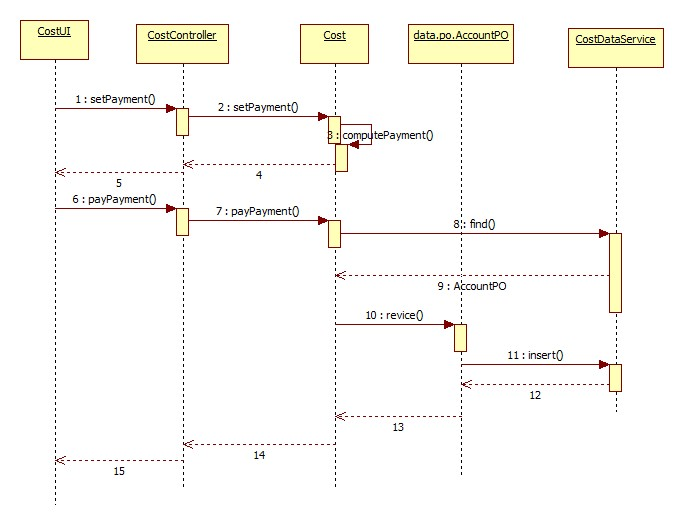 CostUI
CostController
Cost
data.po.AccountPO
CostDataService
1 : setPayment()
2 : setPayment()
3 : computePayment()
4
5
6 : payPayment()
7 : payPayment()
8 : find()
9 : AccountPO
10 : revice()
11 : insert()
12
13
14
15